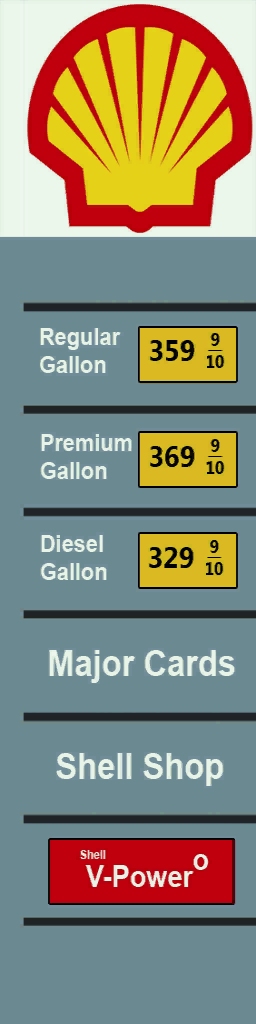 Regular
Gallon
359 9/10
Premium
Gallon
369 9/10
Diesel
Gallon
329 9/10
Major Cards
Shell Shop
Shell
V-Power